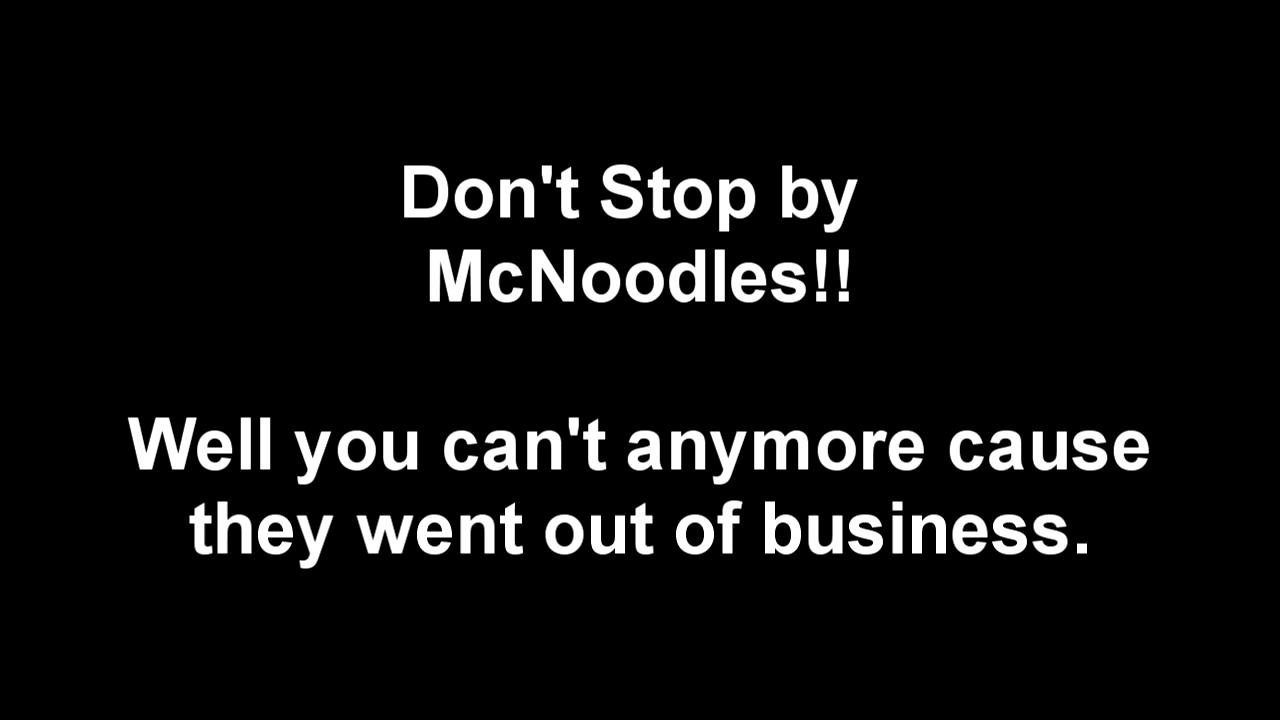 Don't Stop by
McNoodles!!
Well you can't anymore cause
they went out of business.